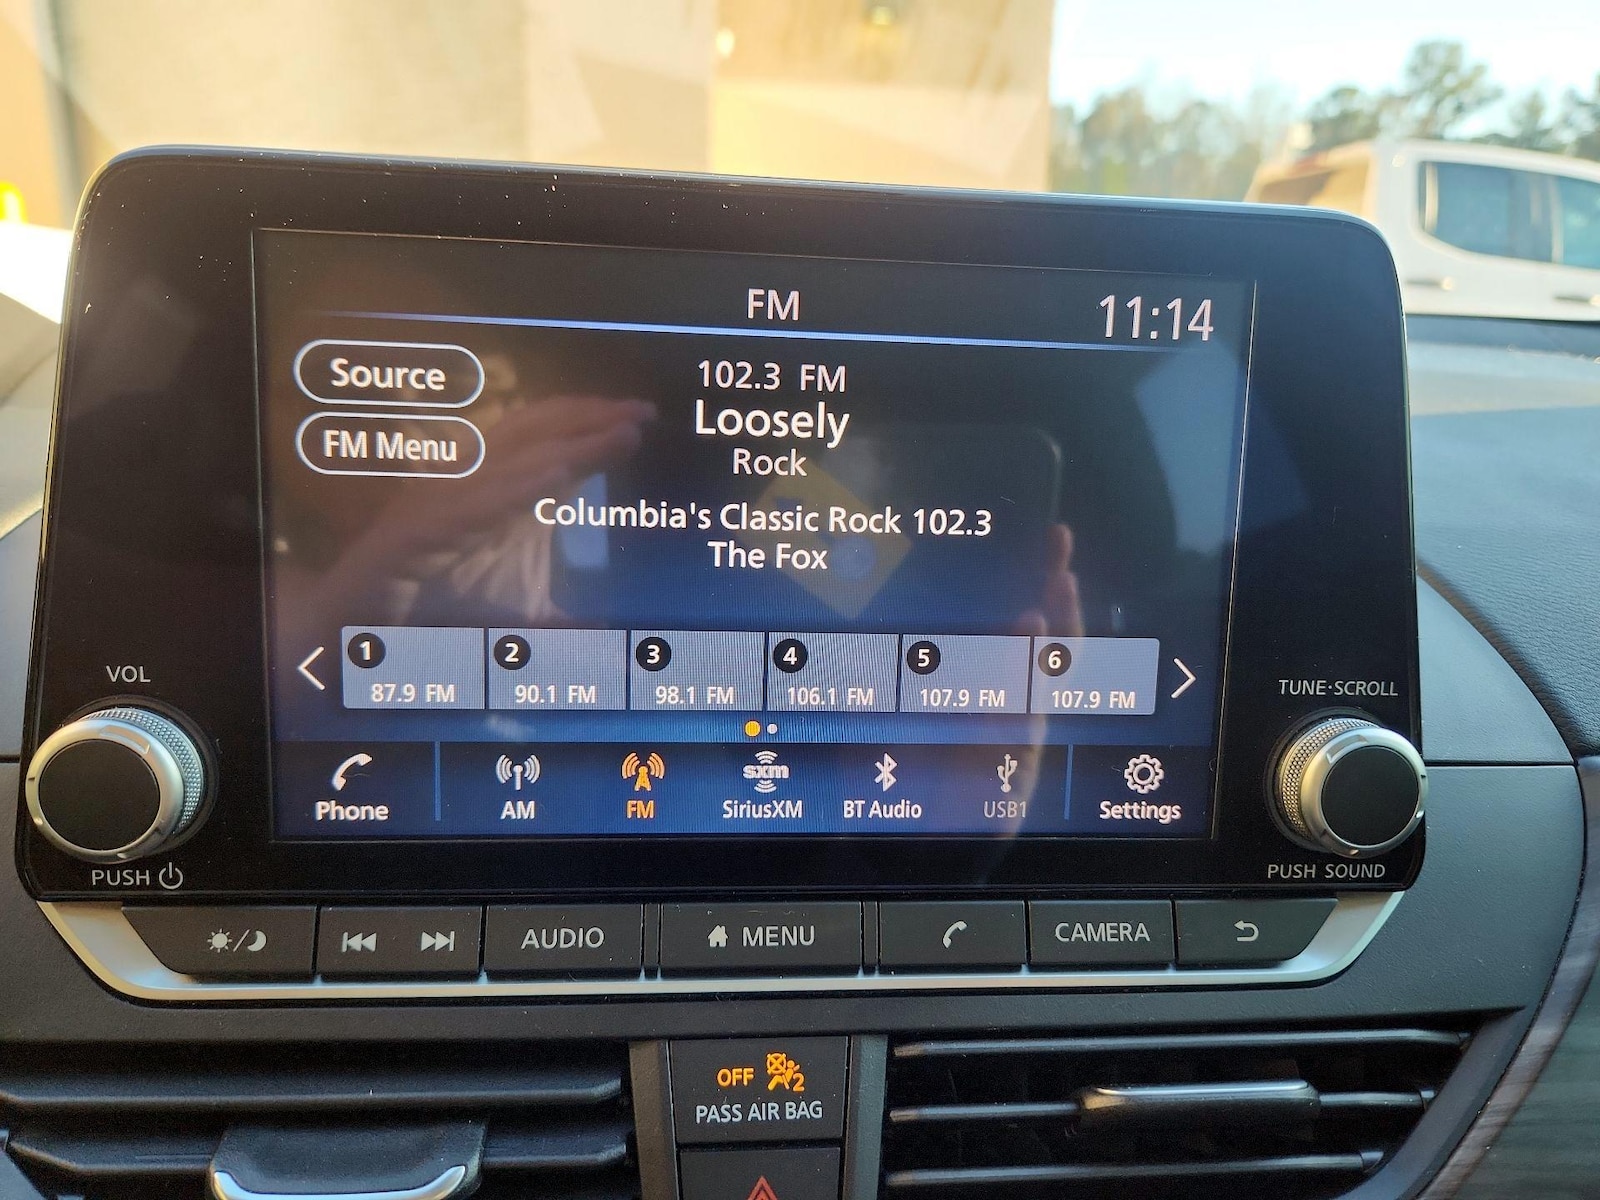 FM
11:14
Source
FM Menu
102.3 FM
Loosely
Rock
Columbia's Classic Rock 102.3
The Fox
1 87.9 FM
2 90.1 FM
3 98.1 FM
4 106.1 FM
5 107.9 FM
6 107.9 FM
Phone
AM
FM
sxm
SiriusXM
BT Audio
USB1
Settings
VOL
PUSH
TUNE·SCROLL
PUSH SOUND
AUDIO
MENU
CAMERA
OFF 2
PASS AIR BAG